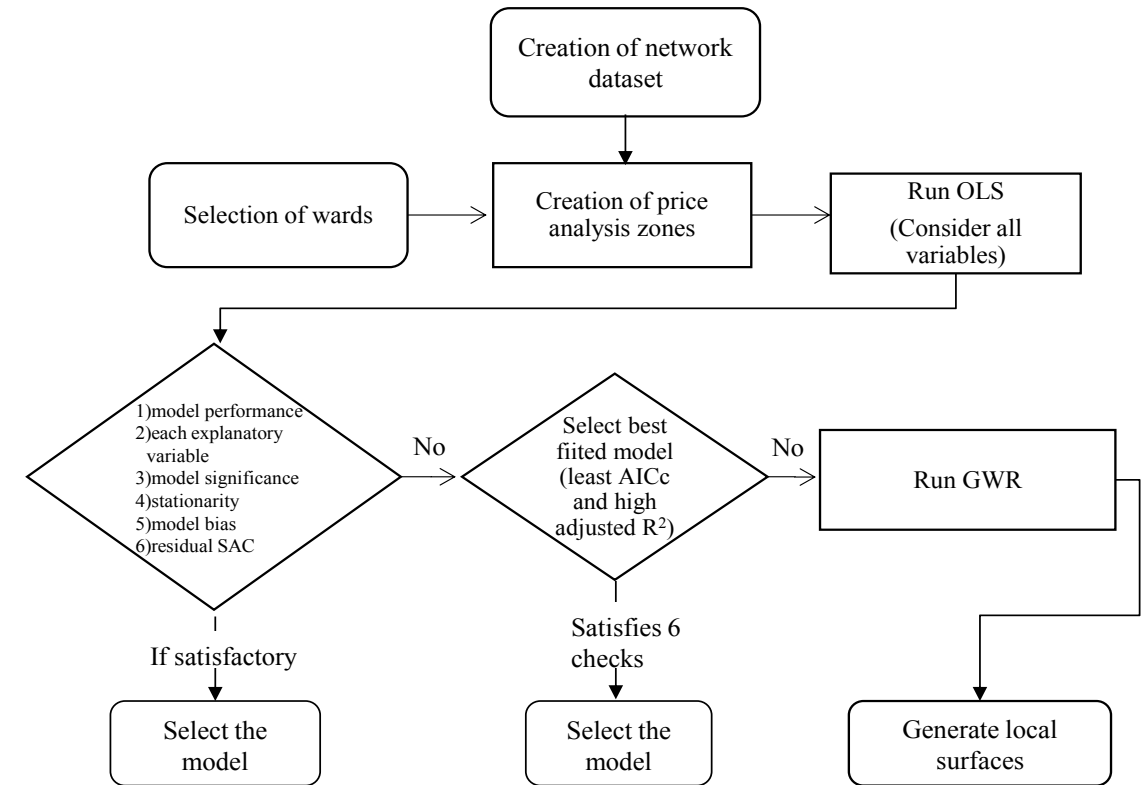 Creation of network
dataset
Selection of wards
Creation of price
analysis zones
Run OLS
(Consider all
variables)
1)model performance
2)each explanatory
variable
3)model significance
4)stationarity
5)model bias
6)residual SAC
No
Select best
fiited model
(least AICc
and high
adjusted R²)
No
Run GWR
If satisfactory
Satisfies 6
checks
Select the
model
Select the
model
Generate local
surfaces